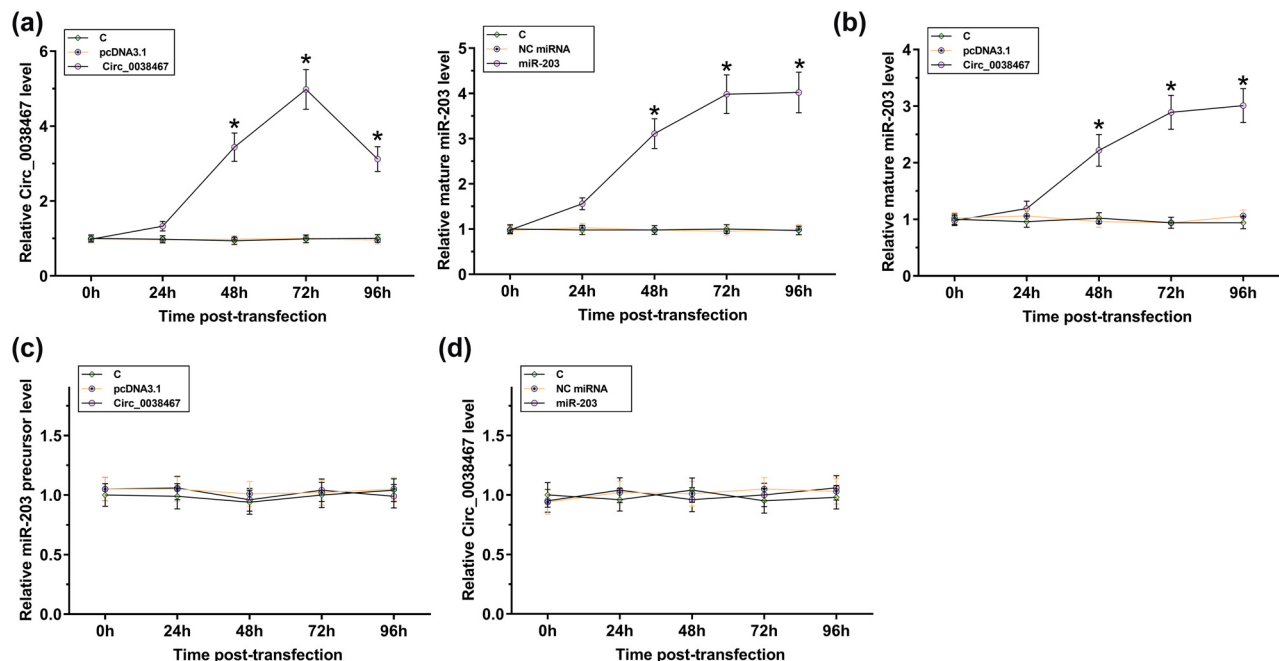 (a)
C
pcDNA3.1
Circ_0038467
Relative Circ_0038467 level
6
4
2
1
0
*
*
*
0h 24h 48h 72h 96h
Time post-transfection
C
NC miRNA
miR-203
Relative mature miR-203 level
5
4
3
2
1
0
*
*
*
0h 24h 48h 72h 96h
Time post-transfection
(b)
C
pcDNA3.1
Circ_0038467
Relative mature miR-203 level
4
3
2
1
0
*
*
*
0h 24h 48h 72h 96h
Time post-transfection
(c)
C
pcDNA3.1
Circ_0038467
Relative miR-203 precursor level
1.5
1.0
0.5
0.0
0h 24h 48h 72h 96h
Time post-transfection
(d)
C
NC miRNA
miR-203
Relative Circ_0038467 level
1.5
1.0
0.5
0.0
0h 24h 48h 72h 96h
Time post-transfection